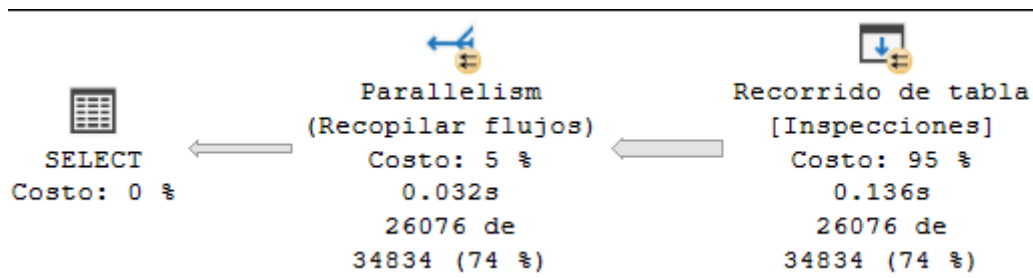 SELECT
Costo: 0 %
Parallelism
(Recopilar flujos)
Costo: 5 %
0.032s
26076 de
34834 (74 %)
Recorrido de tabla
[Inspecciones]
Costo: 95 %
0.136s
26076 de
34834 (74 %)